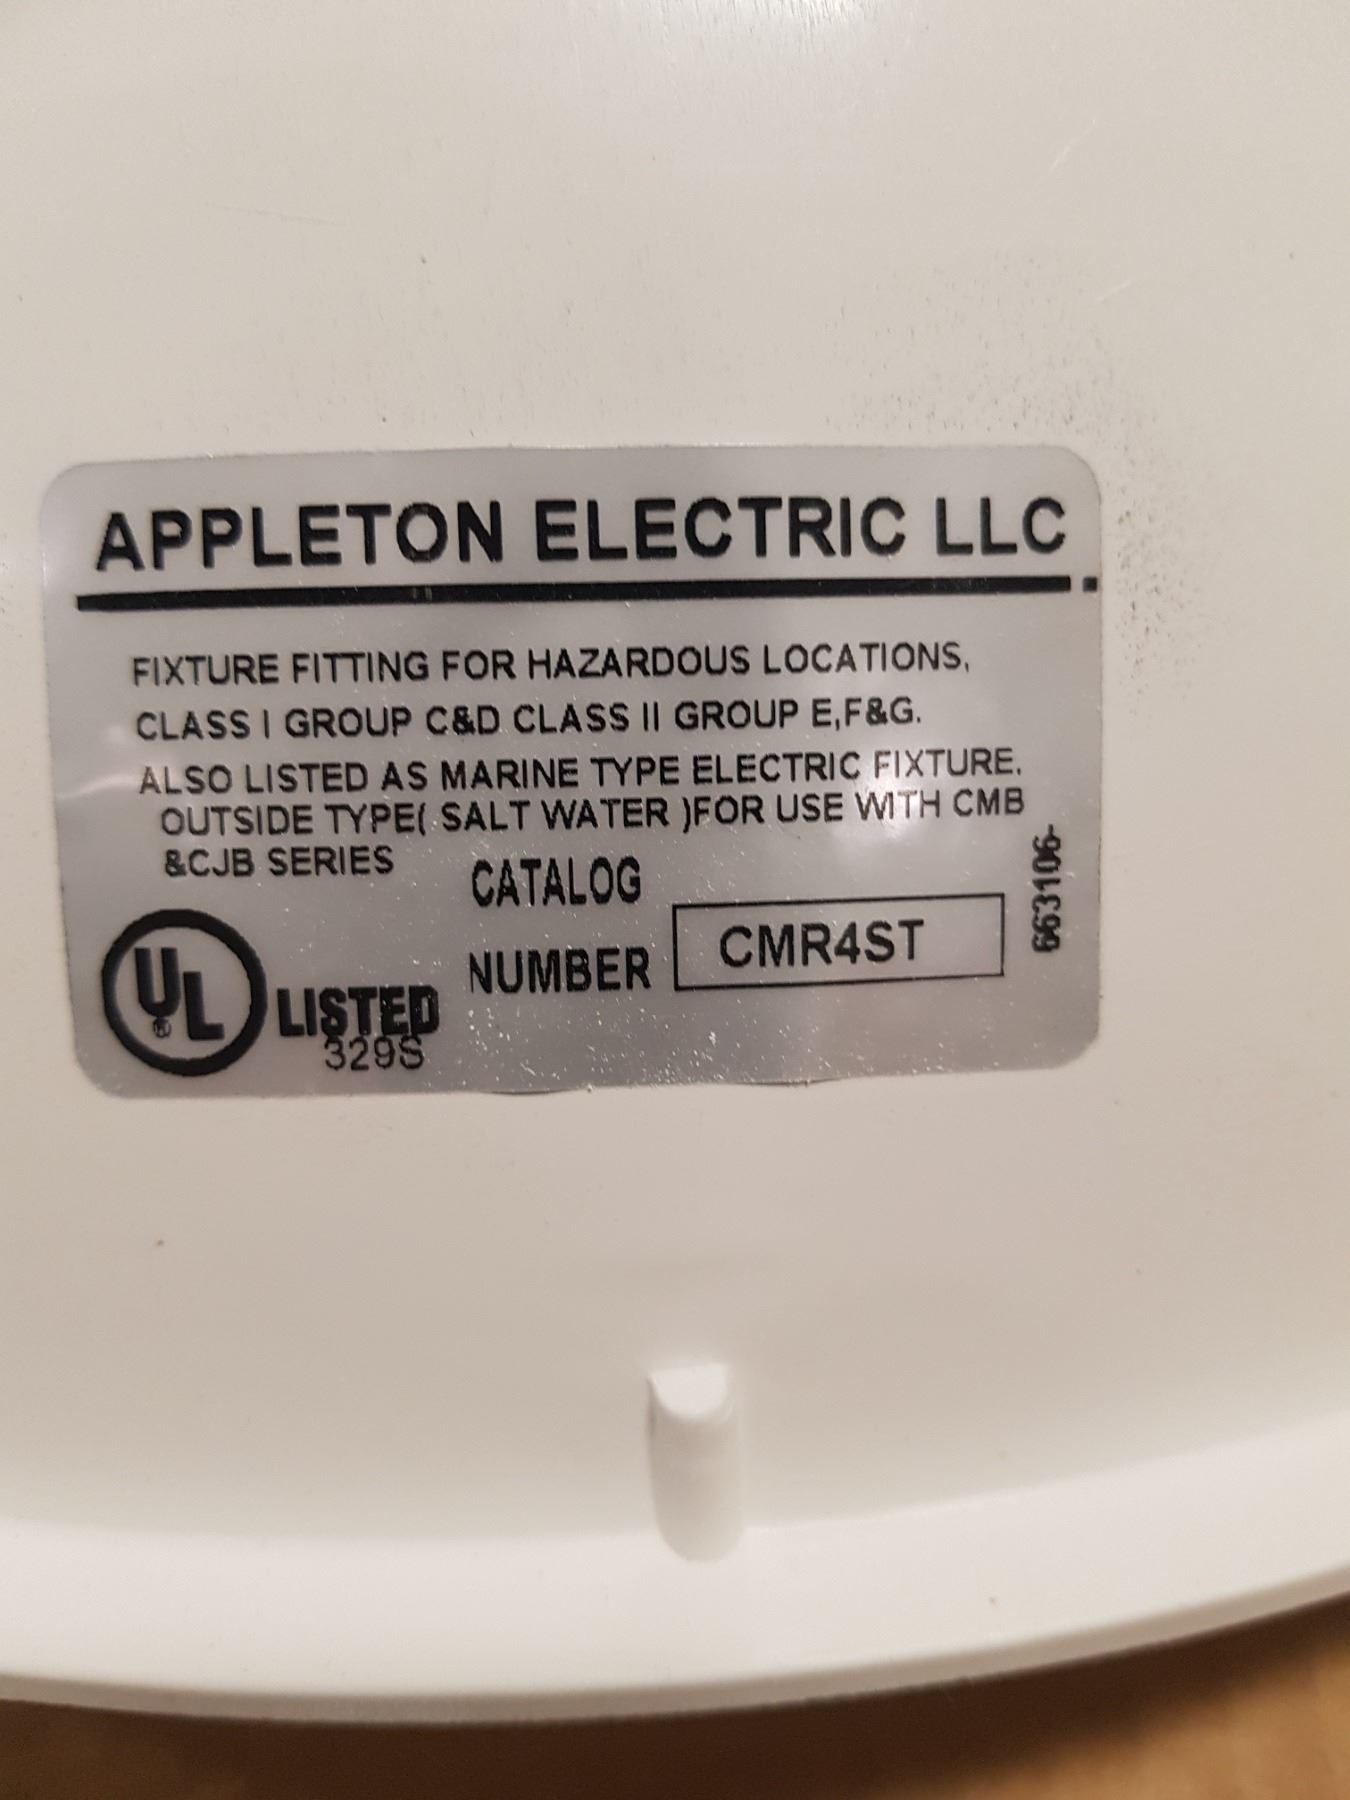 APPLETON ELECTRIC LLC
FIXTURE FITTING FOR HAZARDOUS LOCATIONS,
CLASS I GROUP C&D CLASS II GROUP E,F&G.
ALSO LISTED AS MARINE TYPE ELECTRIC FIXTURE.
OUTSIDE TYPE( SALT WATER )FOR USE WITH CMB
&CJB SERIES
CATALOG
NUMBER CMR4ST
663106-
UL® LISTED
329S